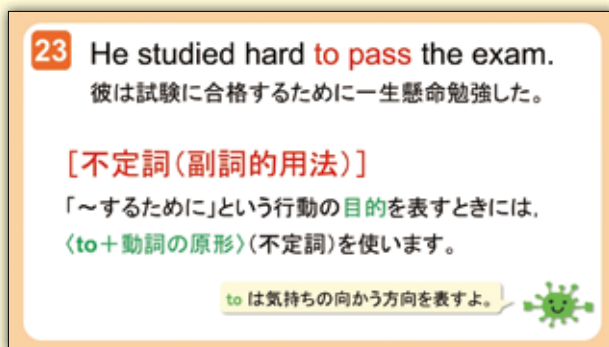 23 He studied hard to pass the exam.
彼は試験に合格するために一生懸命勉強した。
[不定詞(副詞的用法)]
「～するために」という行動の目的を表すときには,
〈to＋動詞の原形〉(不定詞)を使います。
to は気持ちの向かう方向を表すよ。